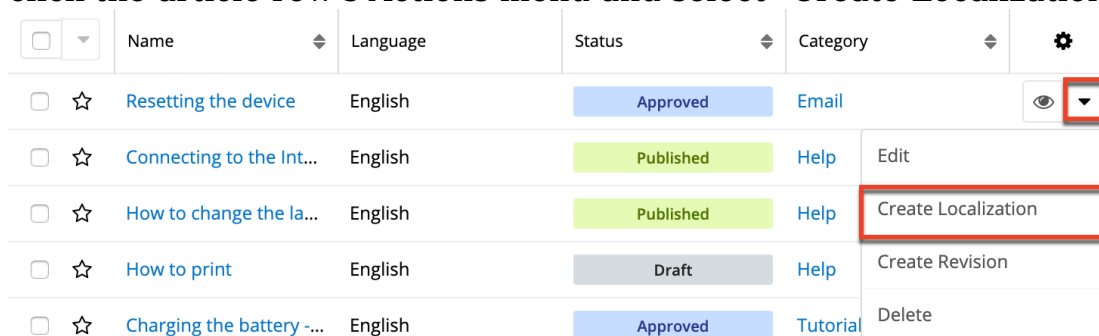 Name Language Status Category
Resetting the device English Approved Email
Connecting to the Int... English Published Help Edit
How to change the la... English Published Help Create Localization
How to print English Draft Help Create Revision
Charging the battery -... English Approved Tutorial Delete